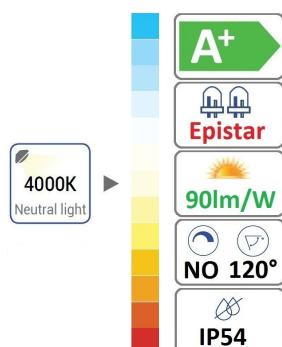 A+
Epistar
4000K
Neutral light
90lm/W
NO 120°
IP54